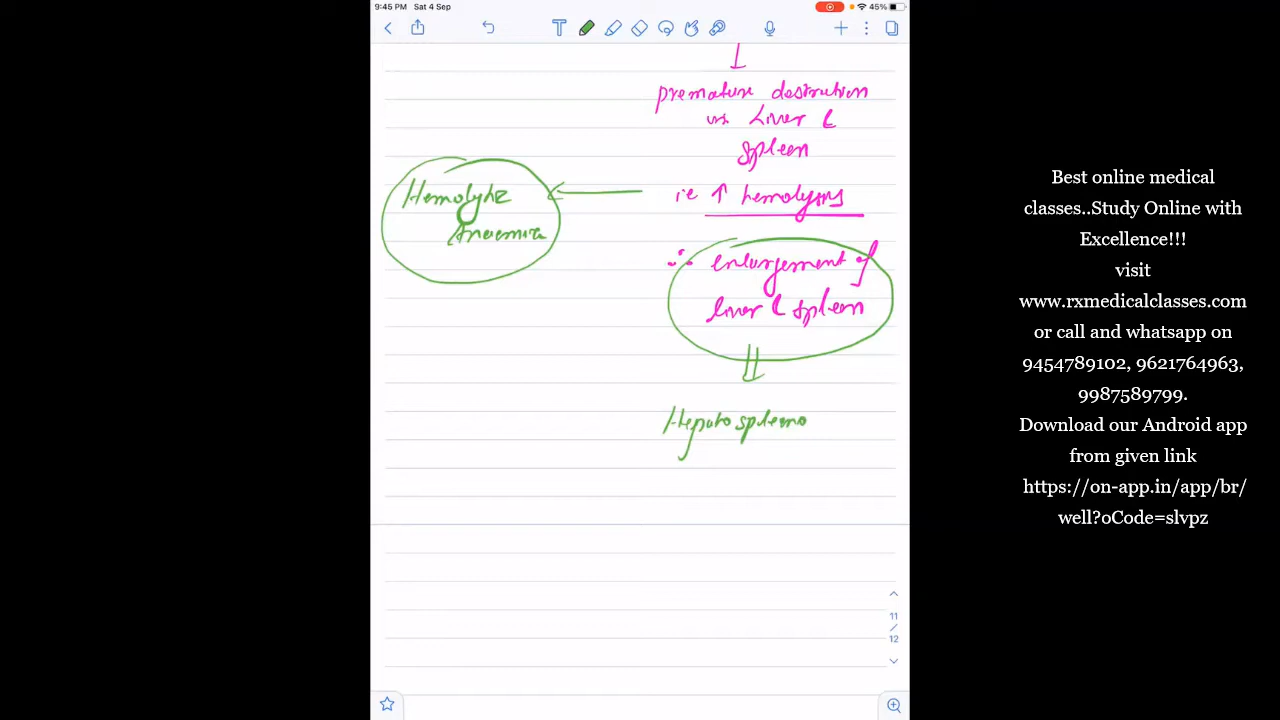 9:45 PM Sat 4 Sep
45%
premature destruction
in Liver &
spleen
i.e ↑ hemolysis
Hemolytic
Anaemia
∴ enlargement of
liver & spleen
Hepatospleno
11
/
12
Best online medical
classes..Study Online with
Excellence!!!
visit
www.rxmedicalclasses.com
or call and whatsapp on
9454789102, 9621764963,
9987589799.
Download our Android app
from given link
https://on-app.in/app/br/
well?oCode=slvpz